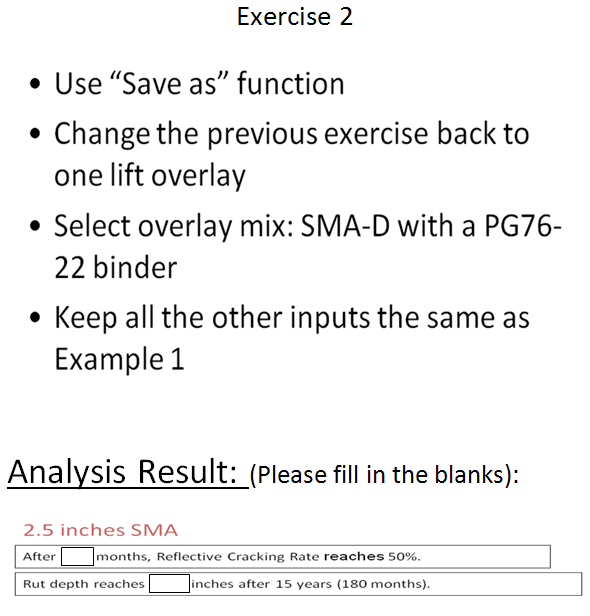 Exercise 2
• Use “Save as” function
• Change the previous exercise back to
one lift overlay
• Select overlay mix: SMA-D with a PG76-
22 binder
• Keep all the other inputs the same as
Example 1
Analysis Result: (Please fill in the blanks):
2.5 inches SMA
After months, Reflective Cracking Rate reaches 50%.
Rut depth reaches inches after 15 years (180 months).